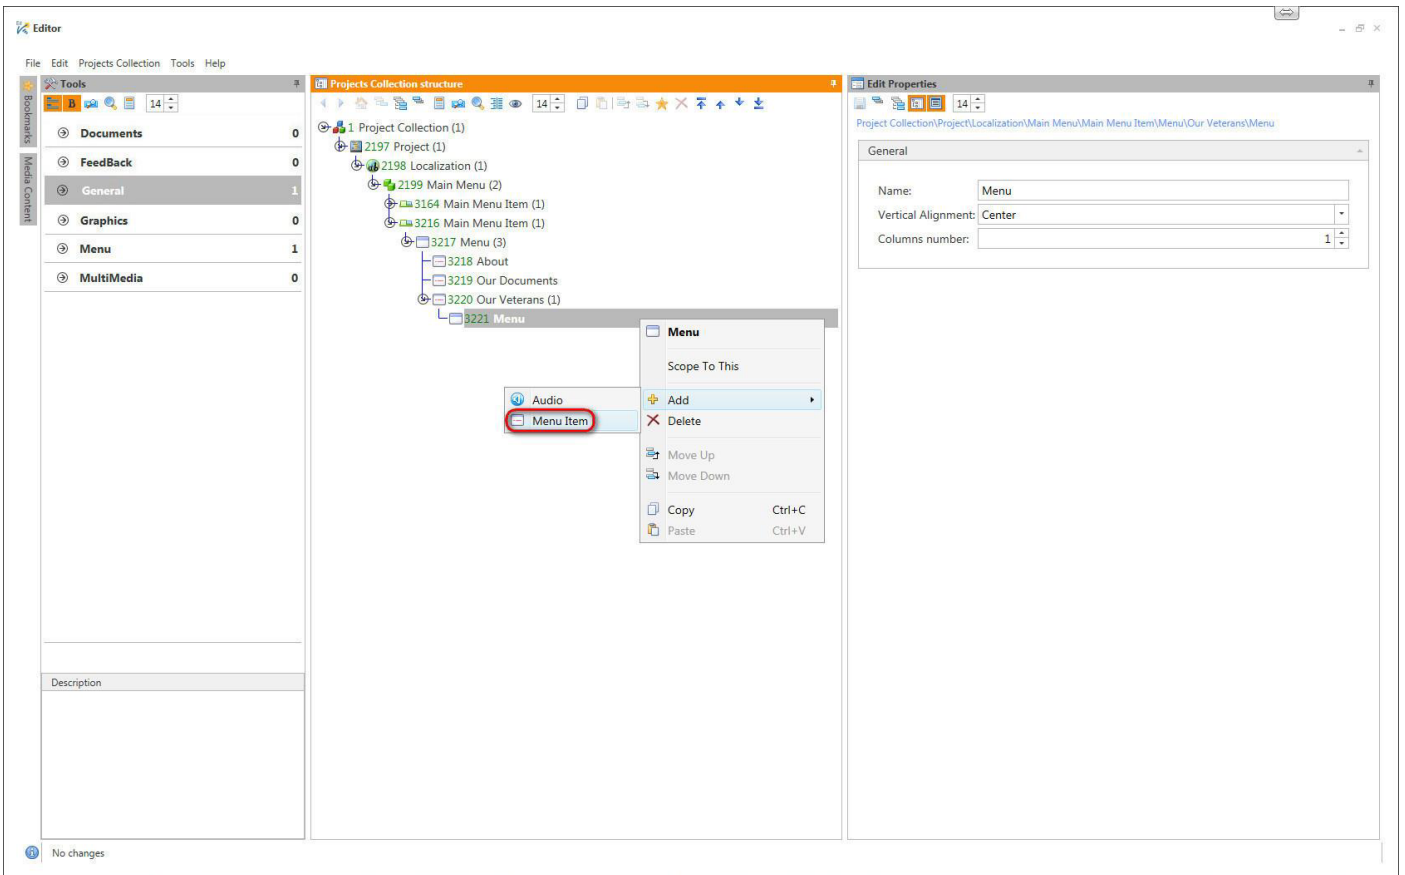 Editor
File Edit Projects Collection Tools Help
Bookmarks
Media Content
Tools
B 14
Documents 0
FeedBack 0
General 1
Graphics 0
Menu 1
MultiMedia 0
Description
Projects Collection structure
14
1 Project Collection (1)
2197 Project (1)
2198 Localization (1)
2199 Main Menu (2)
3164 Main Menu Item (1)
3216 Main Menu Item (1)
3217 Menu (3)
3218 About
3219 Our Documents
3220 Our Veterans (1)
3221 Menu
Menu
Scope To This
Add
Delete
Move Up
Move Down
Copy Ctrl+C
Paste Ctrl+V
Audio
Menu Item
Edit Properties
14
Project Collection\Project\Localization\Main Menu\Main Menu Item\Menu\Our Veterans\Menu
General
Name: Menu
Vertical Alignment: Center
Columns number: 1
No changes